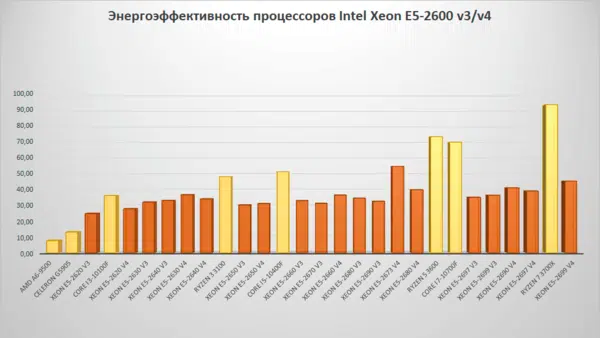 Энергоэффективность процессоров Intel Xeon E5-2600 v3/v4
100,00
90,00
80,00
70,00
60,00
50,00
40,00
30,00
20,00
10,00
0,00
AMD A6-9500
CELERON G5905
XEON E5-2620 V3
CORE I3-10100F
XEON E5-2620 V4
XEON E5-2630 V3
XEON E5-2640 V3
XEON E5-2630 V4
XEON E5-2640 V4
RYZEN 3 3100
XEON E5-2650 V3
XEON E5-2650 V4
CORE I5-10400F
XEON E5-2660 V3
XEON E5-2670 V3
XEON E5-2660 V4
XEON E5-2680 V3
XEON E5-2690 V3
XEON E5-2673 V4
XEON E5-2680 V4
RYZEN 5 3600
CORE I7-10700F
XEON E5-2697 V3
XEON E5-2699 V3
XEON E5-2690 V4
XEON E5-2697 V4
RYZEN 7 3700X
XEON E5-2699 V4